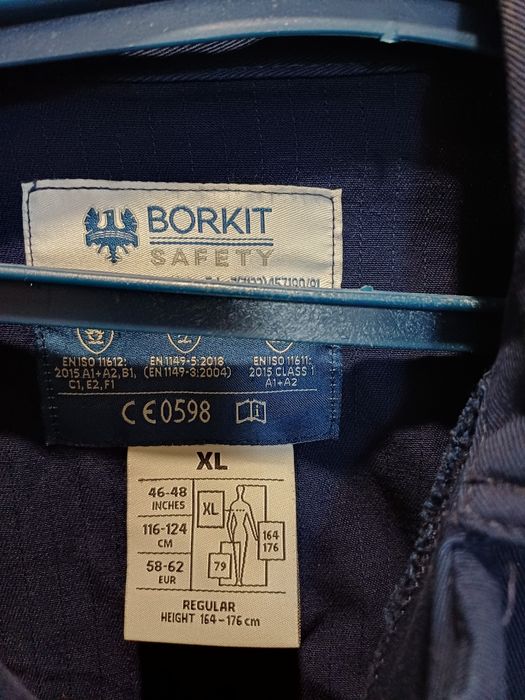 BORKIT
SAFETY
EN ISO 11612: EN 1149-5:2018 EN ISO 11611:
2015 A1+A2,B1, (EN 1149-3:2004) 2015 CLASS 1
C1, E2, F1 A1+A2
CE0598
XL
46-48
INCHES
116-124
CM
58-62
EUR
XL
164
176
79
REGULAR
HEIGHT 164-176 cm